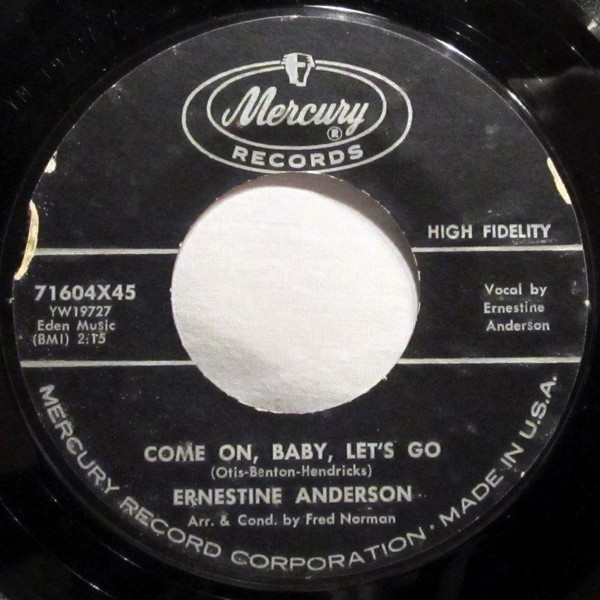 Mercury
®
RECORDS
HIGH FIDELITY
71604X45
YW19727
Eden Music
(BMI) 2:15
Vocal by
Ernestine
Anderson
COME ON, BABY, LET'S GO
(Otis-Benton-Hendricks)
ERNESTINE ANDERSON
Arr. & Cond. by Fred Norman
MERCURY RECORD CORPORATION · MADE IN U.S.A.